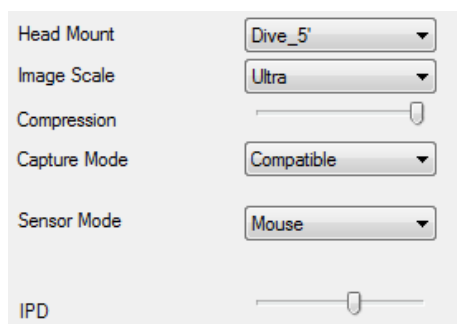 Head Mount Dive_5'
Image Scale Ultra
Compression
Capture Mode Compatible
Sensor Mode Mouse
IPD